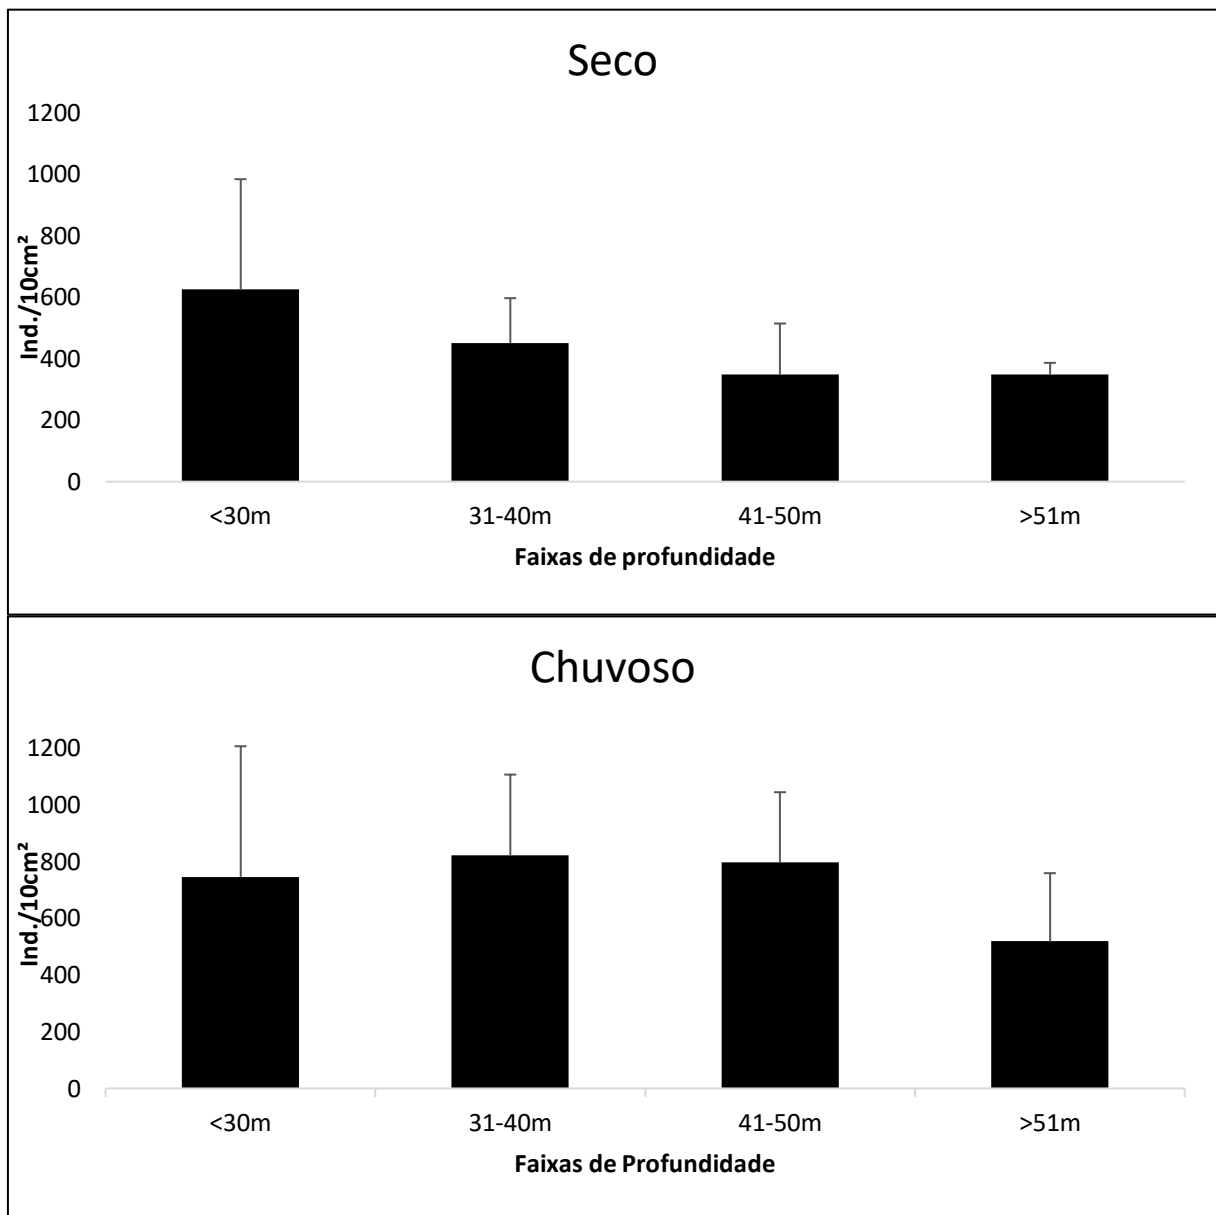 Seco
1200
1000
800
600
400
200
0
Ind./10cm²
<30m 31-40m 41-50m >51m
Faixas de profundidade
Chuvoso
1200
1000
800
600
400
200
0
Ind./10cm²
<30m 31-40m 41-50m >51m
Faixas de Profundidade